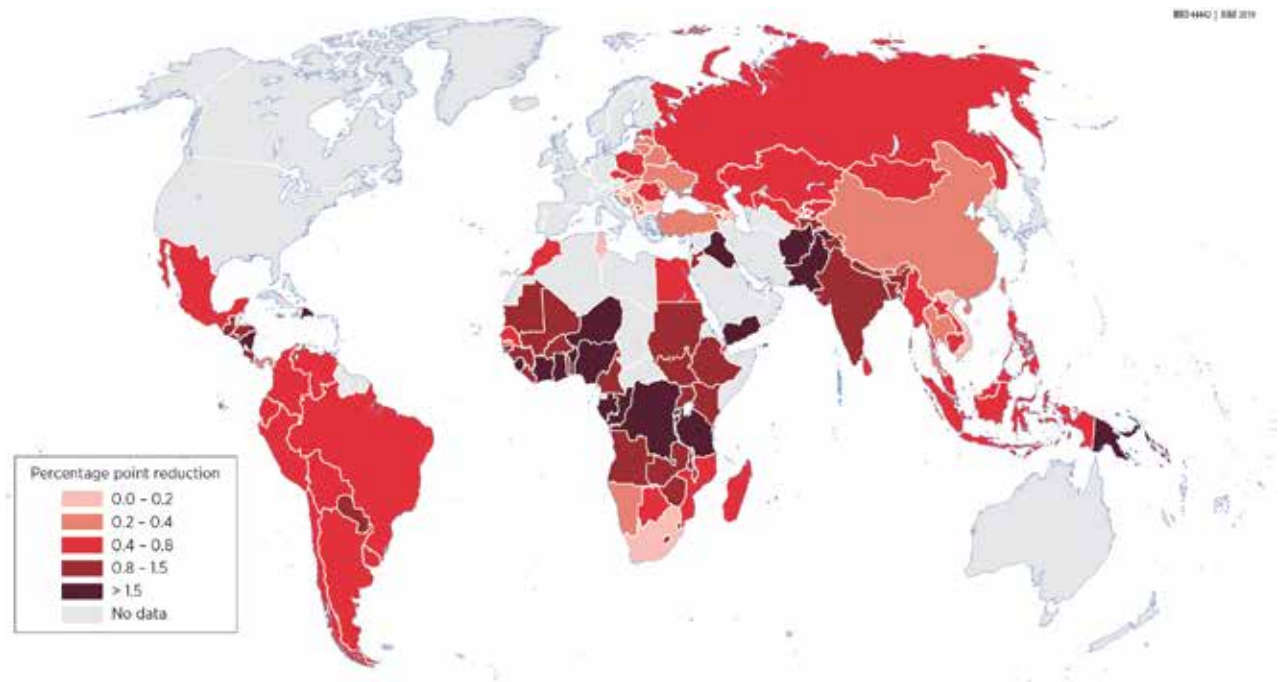 Percentage point reduction
0.0 – 0.2
0.2 – 0.4
0.4 – 0.8
0.8 – 1.5
> 1.5
No data